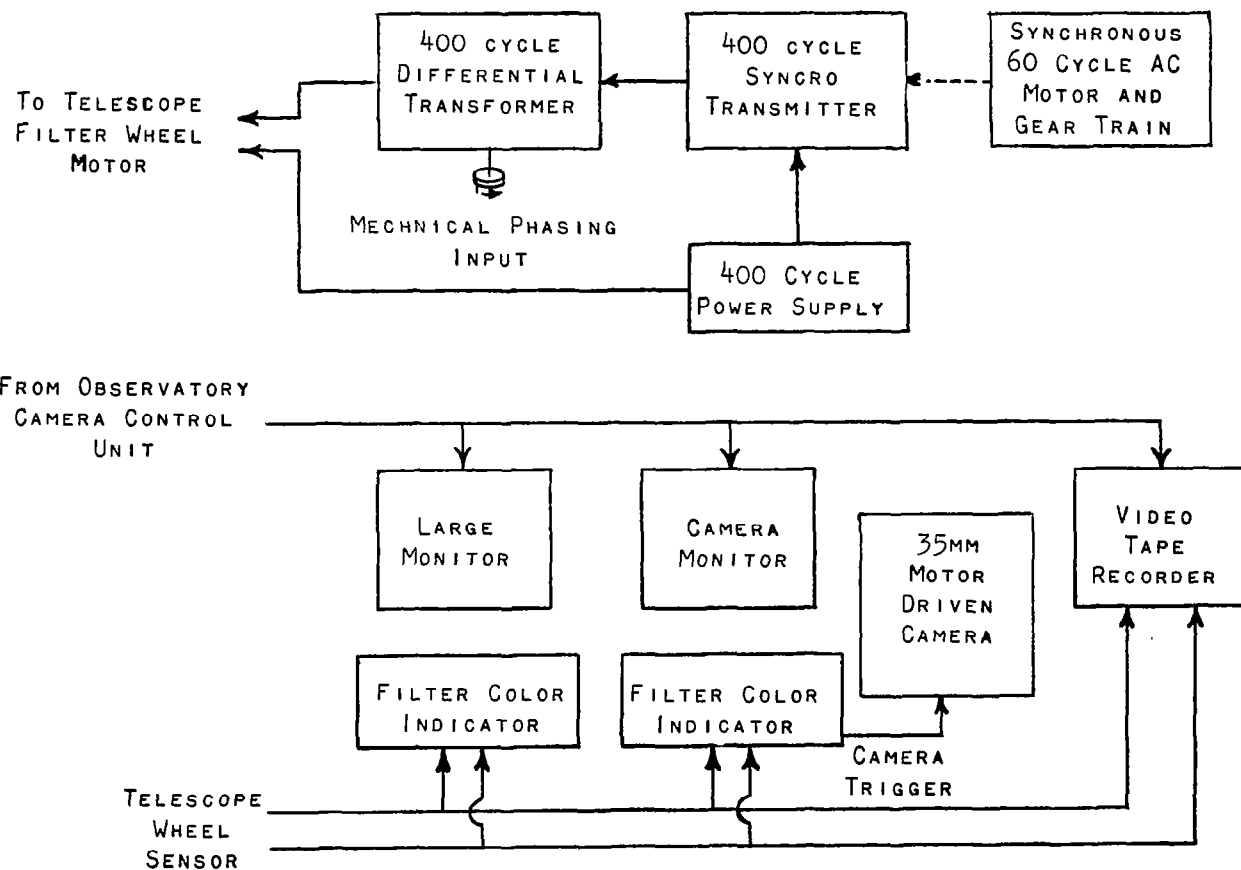 400 CYCLE
DIFFERENTIAL
TRANSFORMER
400 CYCLE
SYNCRO
TRANSMITTER
SYNCHRONOUS
60 CYCLE AC
MOTOR AND
GEAR TRAIN
TO TELESCOPE
FILTER WHEEL
MOTOR
MECHNICAL PHASING
INPUT
400 CYCLE
POWER SUPPLY
FROM OBSERVATORY
CAMERA CONTROL
UNIT
LARGE
MONITOR
CAMERA
MONITOR
35MM
MOTOR
DRIVEN
CAMERA
VIDEO
TAPE
RECORDER
FILTER COLOR
INDICATOR
FILTER COLOR
INDICATOR
CAMERA
TRIGGER
TELESCOPE
WHEEL
SENSOR